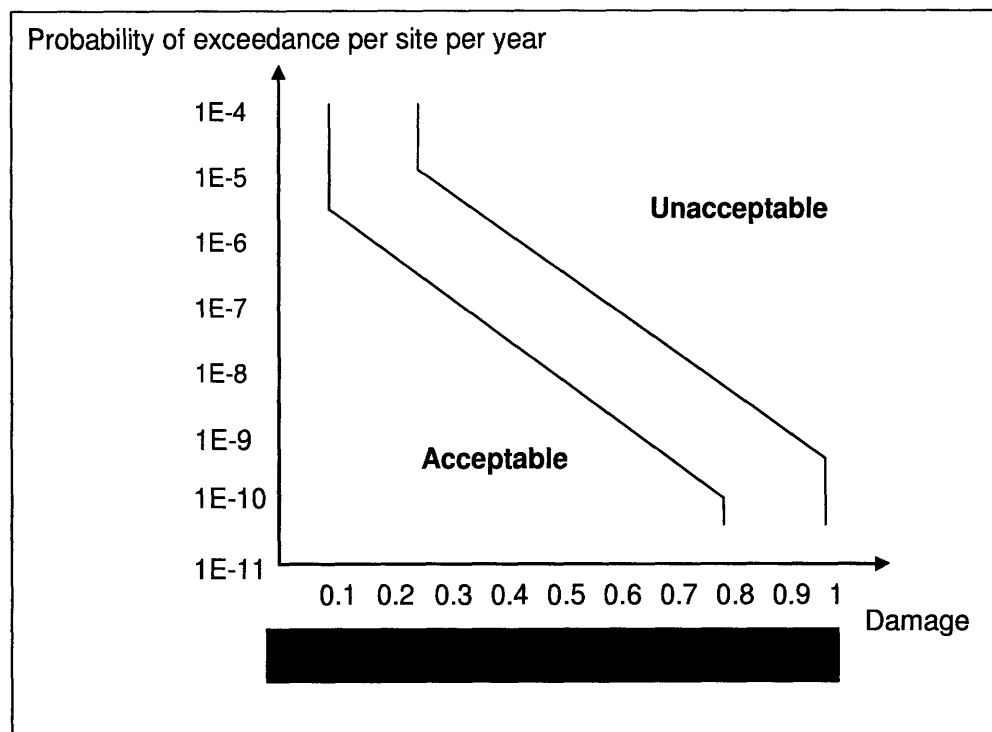 Probability of exceedance per site per year
1E-4
1E-5
Unacceptable
1E-6
1E-7
1E-8
1E-9
Acceptable
1E-10
1E-11
0.1 0.2 0.3 0.4 0.5 0.6 0.7 0.8 0.9 1
Damage